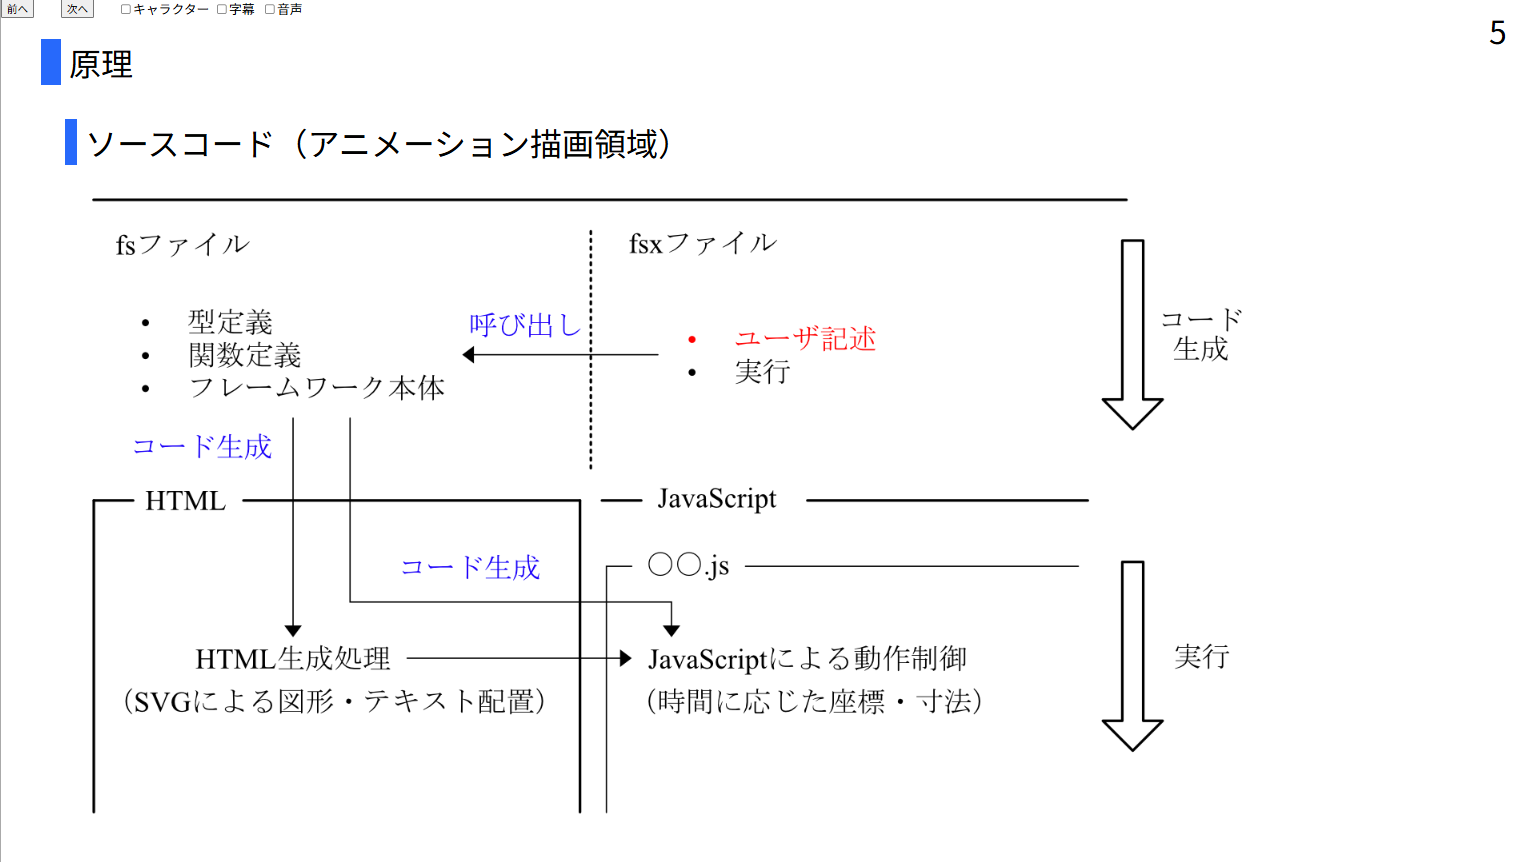 前へ 次へ キャラクター 字幕 音声
5
原理
ソースコード（アニメーション描画領域）
fsファイル
fsxファイル
• 型定義
• 関数定義
• フレームワーク本体
呼び出し
• ユーザ記述
• 実行
コード
生成
コード生成
HTML
JavaScript
コード生成
〇〇.js
HTML生成処理
（SVGによる図形・テキスト配置）
JavaScriptによる動作制御
（時間に応じた座標・寸法）
実行